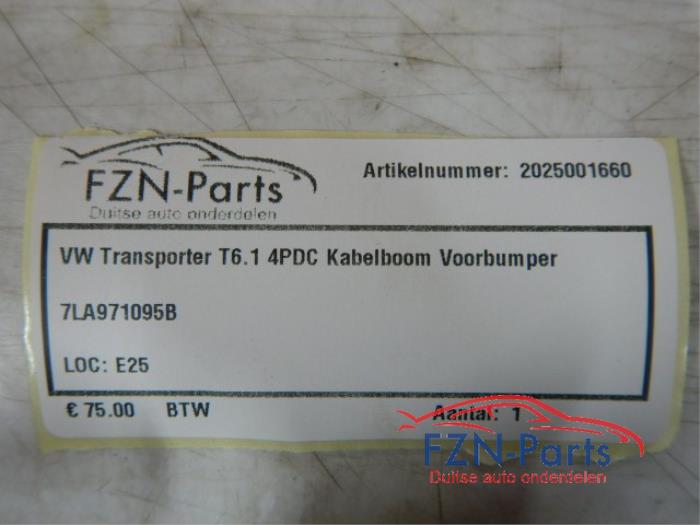 FZN-Parts
Duitse auto onderdelen
Artikelnummer: 2025001660
VW Transporter T6.1 4PDC Kabelboom Voorbumper
7LA971095B
LOC: E25
€ 75.00 BTW
Aantal: 1
FZN-Parts
Duitse auto onderdelen